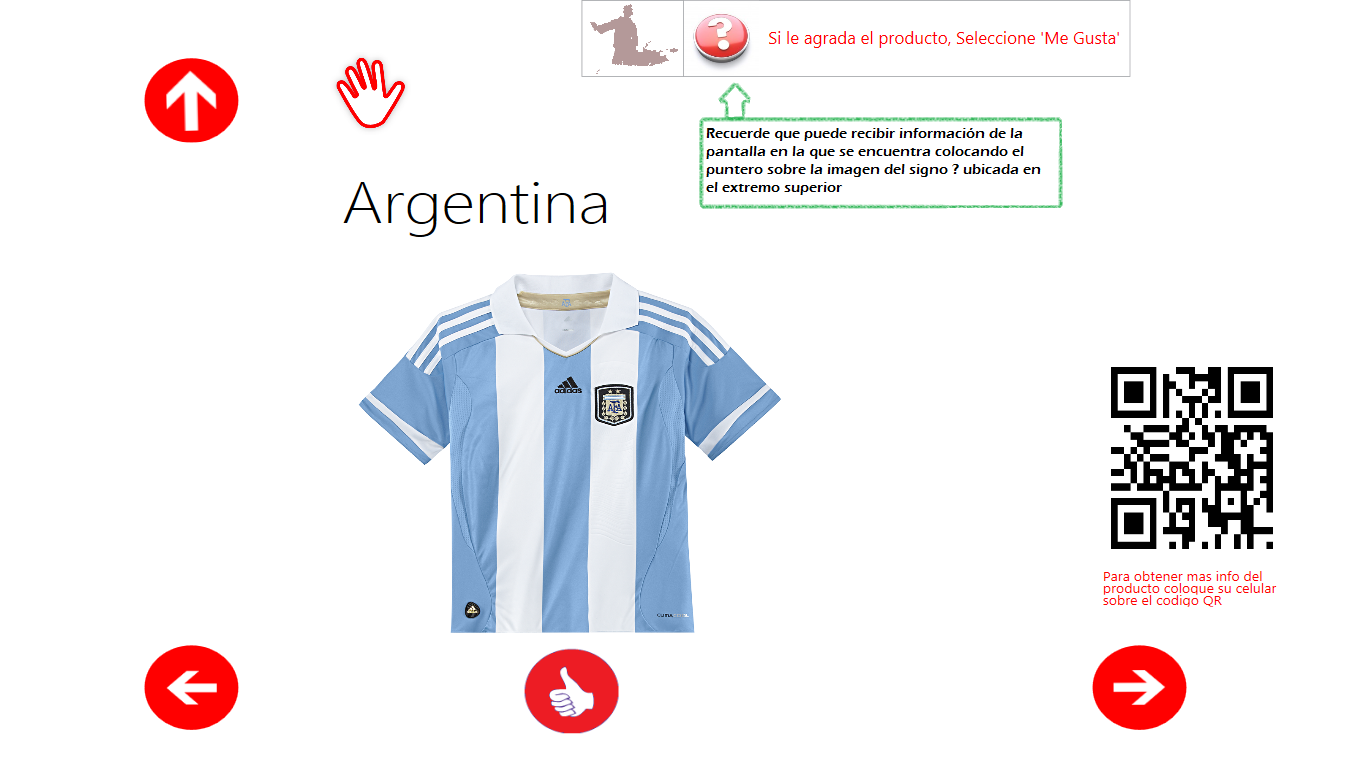 Si le agrada el producto, Seleccione 'Me Gusta'
Recuerde que puede recibir información de la
pantalla en la que se encuentra colocando el
puntero sobre la imagen del signo ? ubicada en
el extremo superior
Argentina
adidas
AFA
Para obtener mas info del
producto coloque su celular
sobre el codigo QR